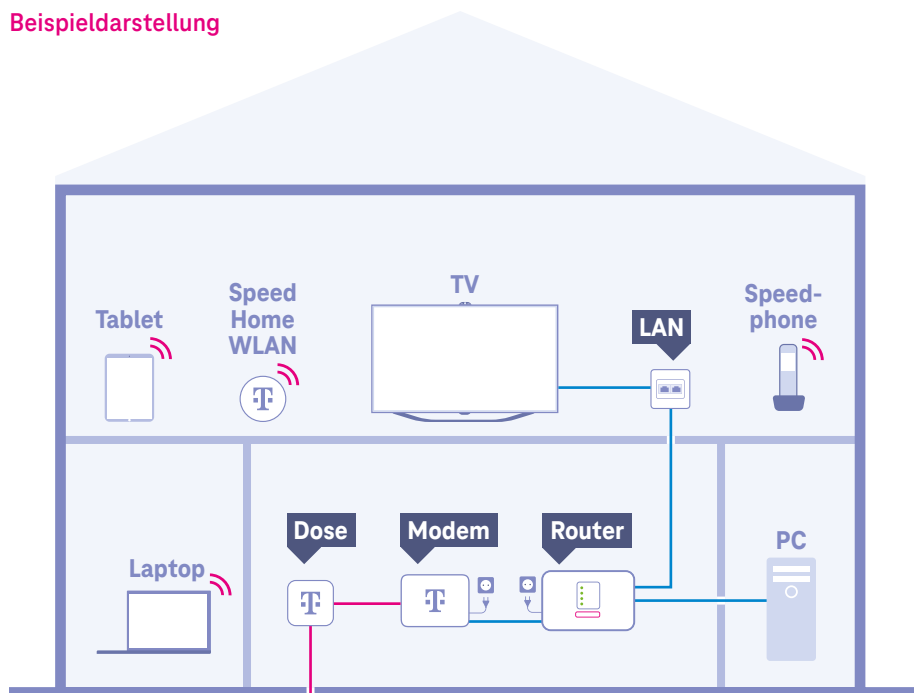 Beispieldarstellung
TV
Speed
Home
WLAN
Speed-
phone
Tablet
LAN
Dose
Modem
Router
PC
Laptop
T
T
T